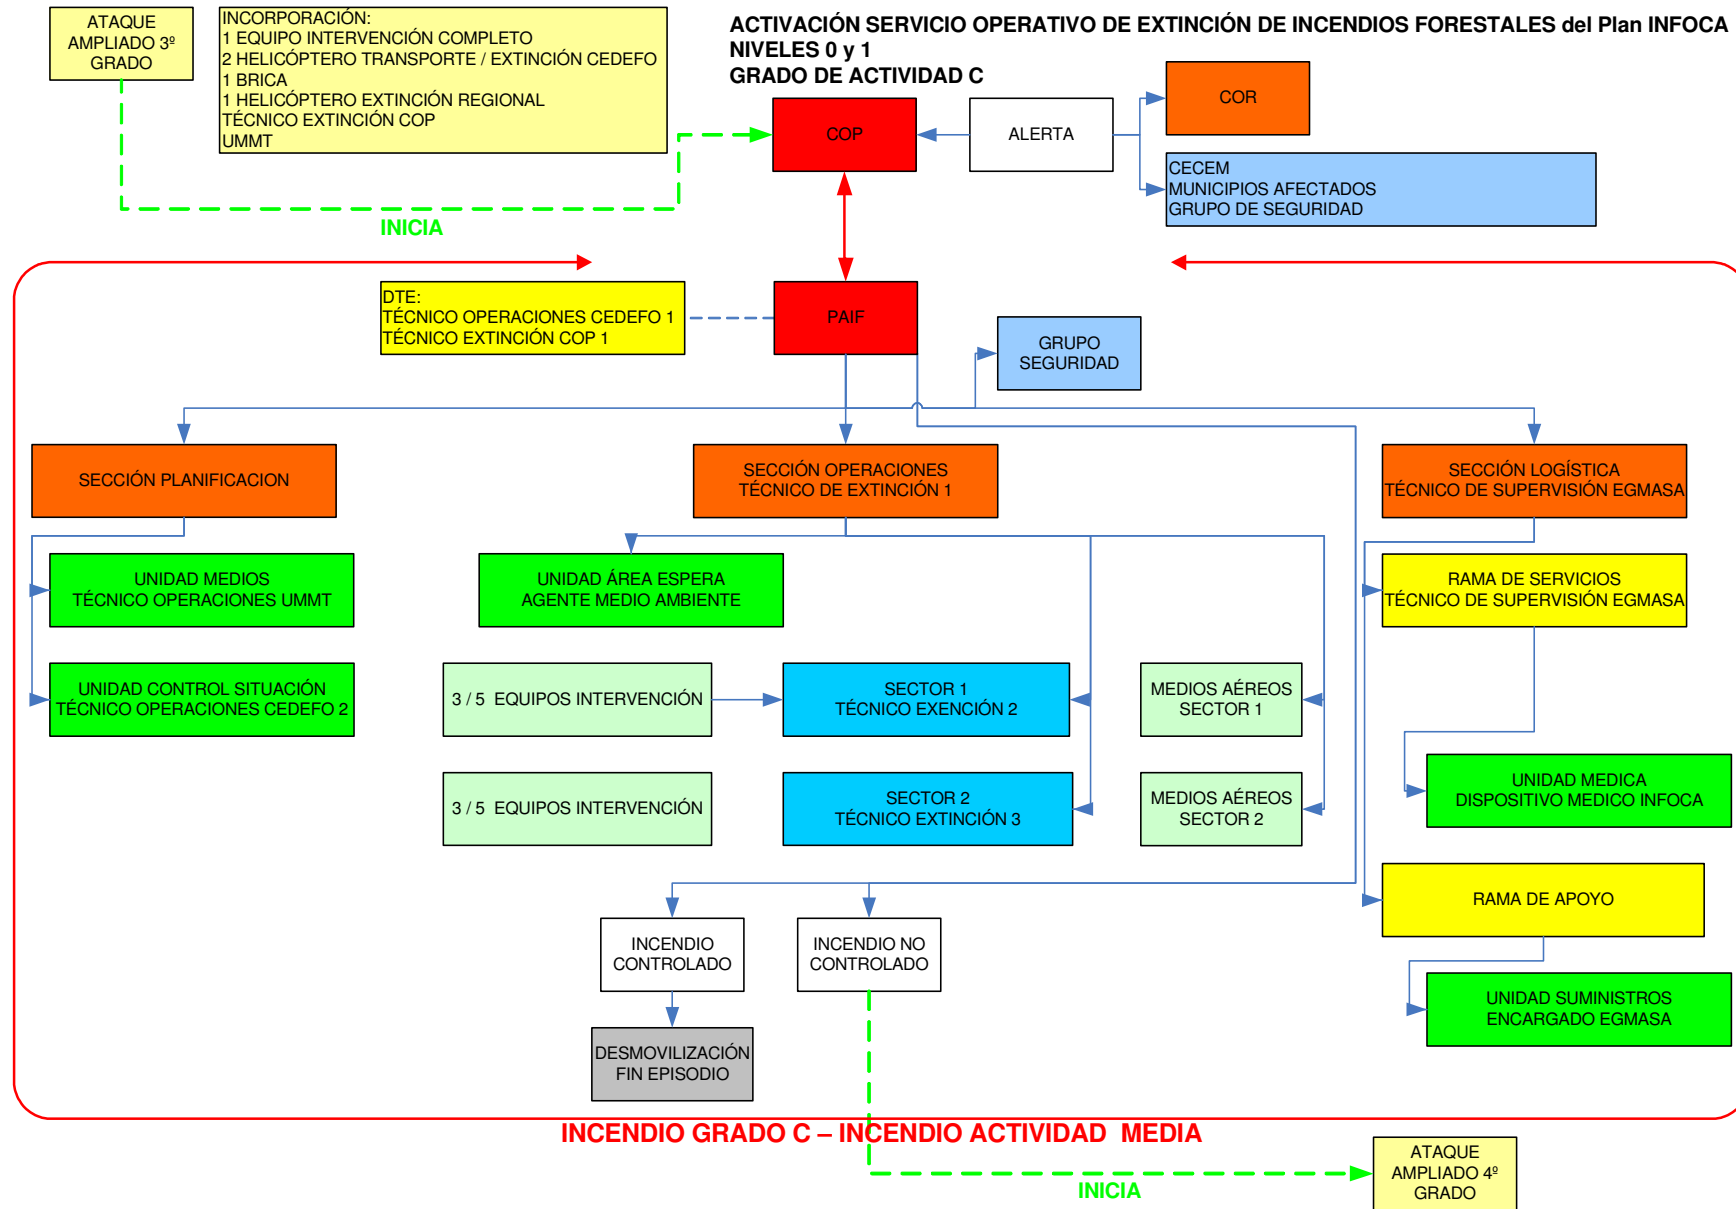 ATAQUE
AMPLIADO 3º
GRADO
INCORPORACIÓN:
1 EQUIPO INTERVENCIÓN COMPLETO
2 HELICÓPTERO TRANSPORTE / EXTINCIÓN CEDEFO
1 BRICA
1 HELICÓPTERO EXTINCIÓN REGIONAL
TÉCNICO EXTINCIÓN COP
UMMT
ACTIVACIÓN SERVICIO OPERATIVO DE EXTINCIÓN DE INCENDIOS FORESTALES del Plan INFOCA
NIVELES 0 y 1
GRADO DE ACTIVIDAD C
COP
ALERTA
COR
CECEM
MUNICIPIOS AFECTADOS
GRUPO DE SEGURIDAD
INICIA
DTE:
TÉCNICO OPERACIONES CEDEFO 1
TÉCNICO EXTINCIÓN COP 1
PAIF
GRUPO
SEGURIDAD
SECCIÓN PLANIFICACION
SECCIÓN OPERACIONES
TÉCNICO DE EXTINCIÓN 1
SECCIÓN LOGÍSTICA
TÉCNICO DE SUPERVISIÓN EGMASA
UNIDAD MEDIOS
TÉCNICO OPERACIONES UMMT
UNIDAD ÁREA ESPERA
AGENTE MEDIO AMBIENTE
RAMA DE SERVICIOS
TÉCNICO DE SUPERVISIÓN EGMASA
UNIDAD CONTROL SITUACIÓN
TÉCNICO OPERACIONES CEDEFO 2
3 / 5 EQUIPOS INTERVENCIÓN
SECTOR 1
TÉCNICO EXENCIÓN 2
MEDIOS AÉREOS
SECTOR 1
3 / 5 EQUIPOS INTERVENCIÓN
SECTOR 2
TÉCNICO EXTINCIÓN 3
MEDIOS AÉREOS
SECTOR 2
UNIDAD MEDICA
DISPOSITIVO MEDICO INFOCA
RAMA DE APOYO
INCENDIO
CONTROLADO
INCENDIO NO
CONTROLADO
UNIDAD SUMINISTROS
ENCARGADO EGMASA
DESMOVILIZACIÓN
FIN EPISODIO
INCENDIO GRADO C – INCENDIO ACTIVIDAD MEDIA
INICIA
ATAQUE
AMPLIADO 4º
GRADO